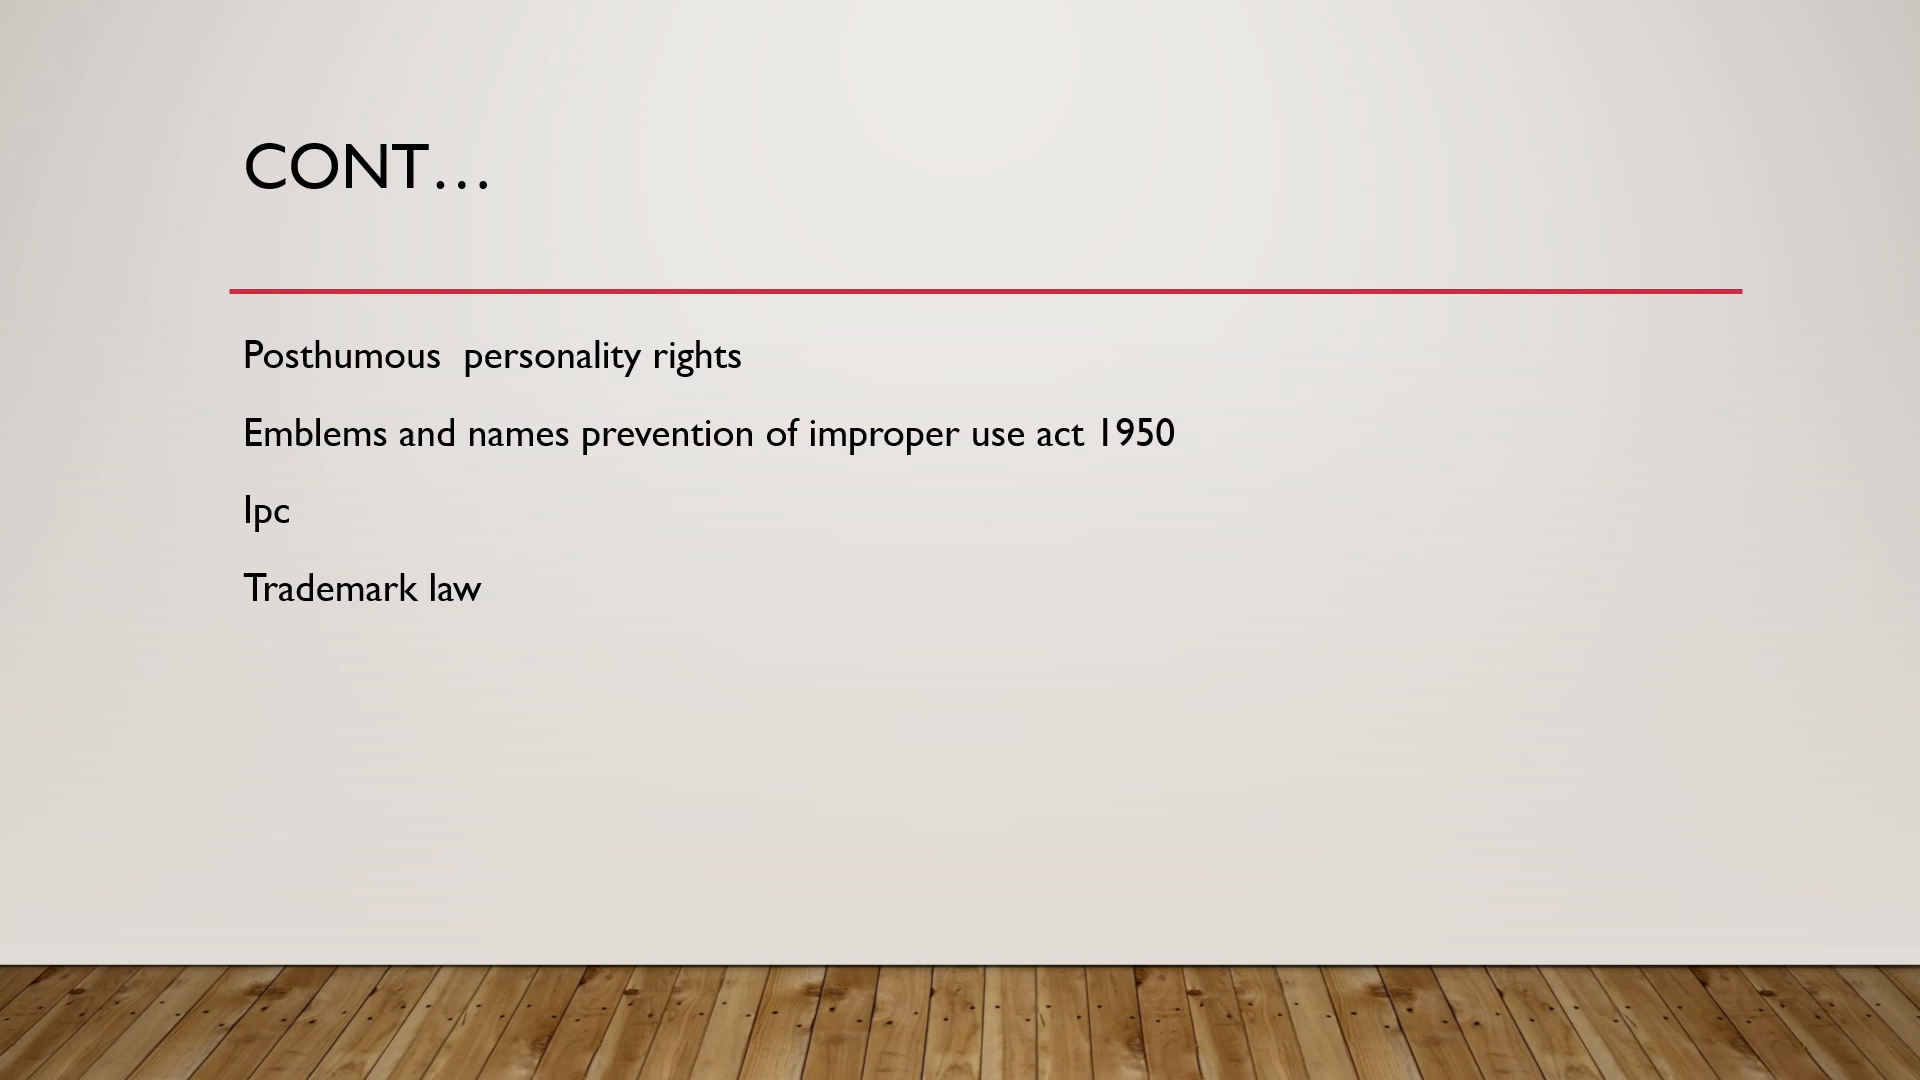 CONT...
Posthumous  personality rights
Emblems and names prevention of improper use act 1950
Ipc
Trademark law